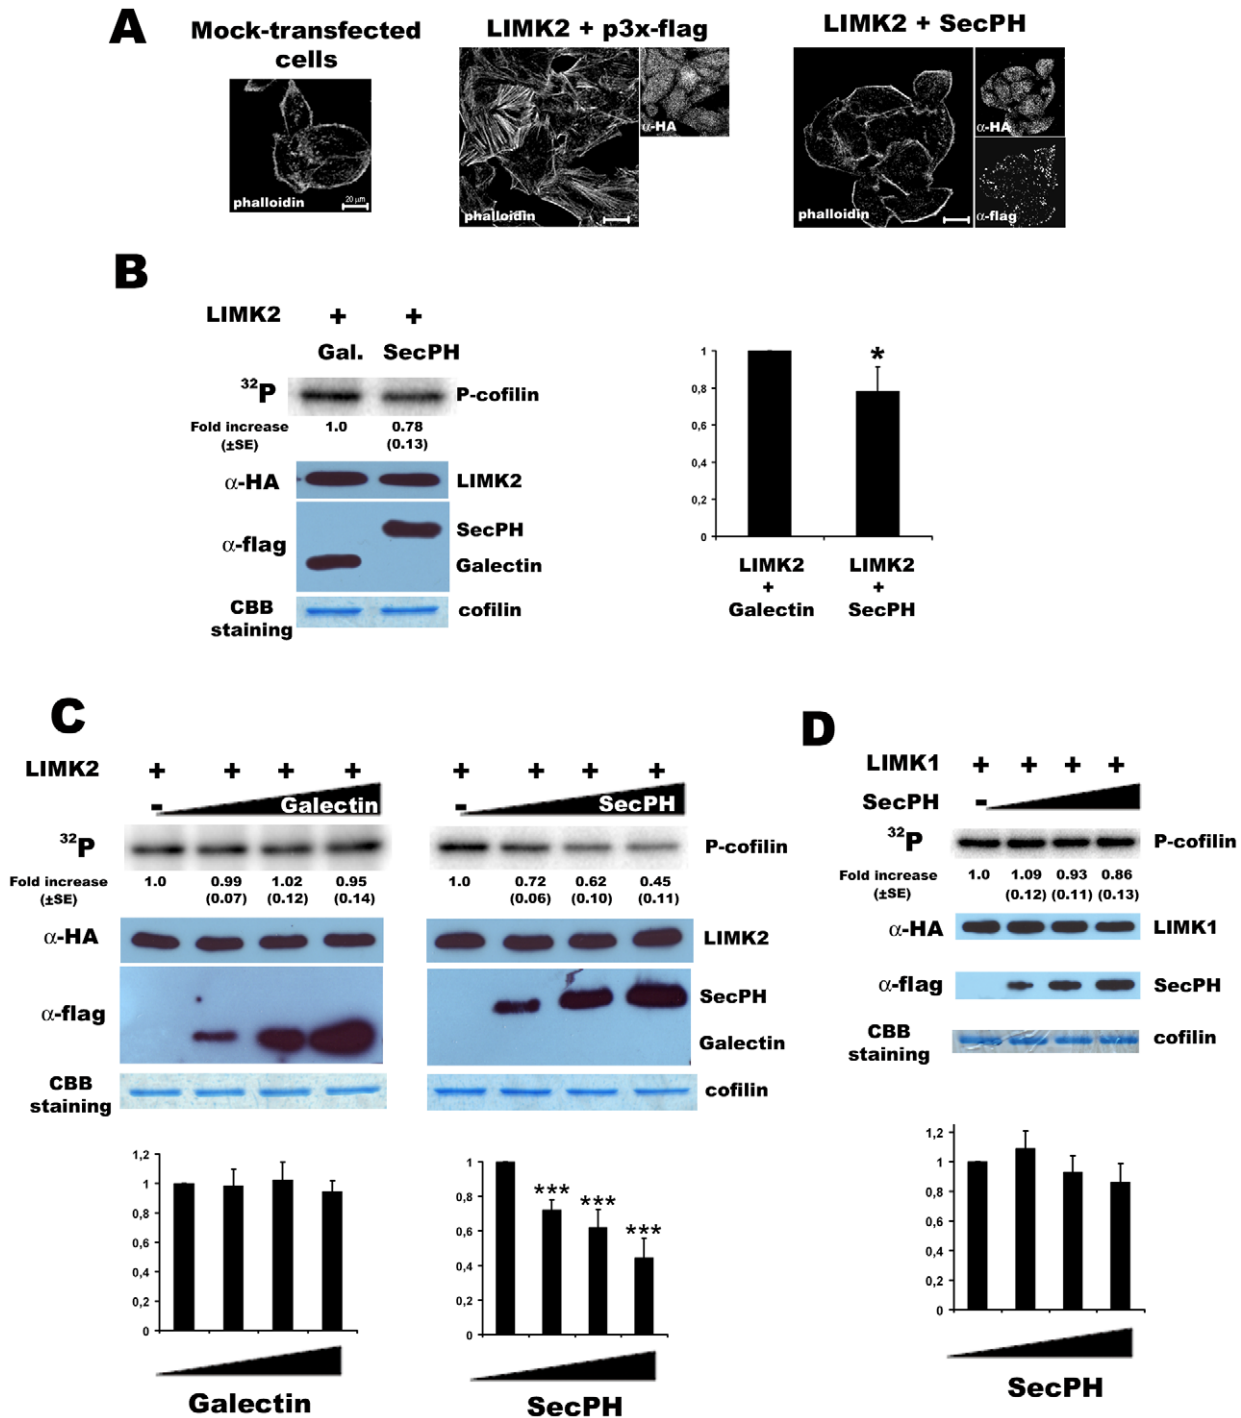 A
Mock-transfected
cells
LIMK2 + p3x-flag
LIMK2 + SecPH
phalloidin
20 µm
phalloidin
α-HA
phalloidin
α-HA
α-flag
B
LIMK2 + +
Gal. SecPH
32P P-cofilin
Fold increase 1.0 0.78
(±SE) (0.13)
α-HA LIMK2
α-flag SecPH
Galectin
CBB cofilin
staining
1
0,8
0,6
0,4
0,2
0
*
LIMK2 LIMK2
+ +
Galectin SecPH
C
LIMK2 + + + + + + + +
- Galectin - SecPH
32P P-cofilin
Fold increase 1.0 0.99 1.02 0.95 1.0 0.72 0.62 0.45
(±SE) (0.07) (0.12) (0.14) (0.06) (0.10) (0.11)
α-HA LIMK2
α-flag SecPH
Galectin
CBB cofilin
staining
1,2
1
0,8
0,6
0,4
0,2
0
Galectin
1
0,8
0,6
0,4
0,2
0
*** *** ***
SecPH
D
LIMK1 + + + +
SecPH -
32P P-cofilin
Fold increase 1.0 1.09 0.93 0.86
(±SE) (0.12) (0.11) (0.13)
α-HA LIMK1
α-flag SecPH
CBB cofilin
staining
1,2
1
0,8
0,6
0,4
0,2
0
SecPH